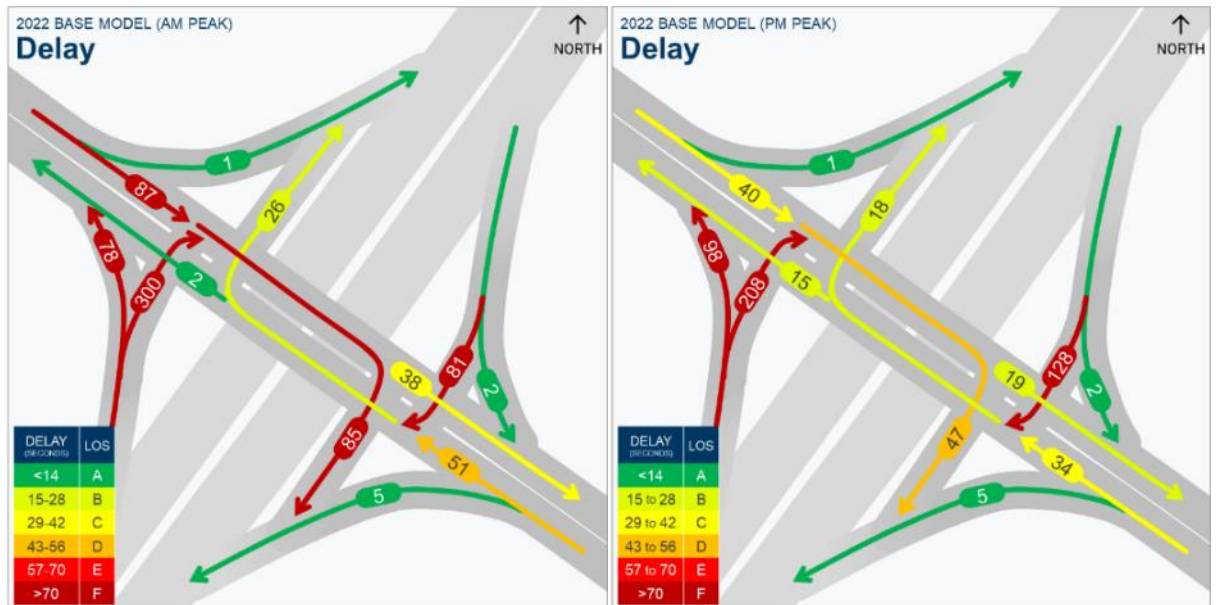 2022 BASE MODEL (AM PEAK)
Delay
NORTH
1
87
26
78
300
2
38
81
2
85
51
5
DELAY LOS
(SECONDS)
<14 A
15-28 B
29-42 C
43-56 D
57-70 E
>70 F
2022 BASE MODEL (PM PEAK)
Delay
NORTH
1
40
18
98
208
15
19
128
2
47
34
5
DELAY LOS
(SECONDS)
<14 A
15 to 28 B
29 to 42 C
43 to 56 D
57 to 70 E
>70 F